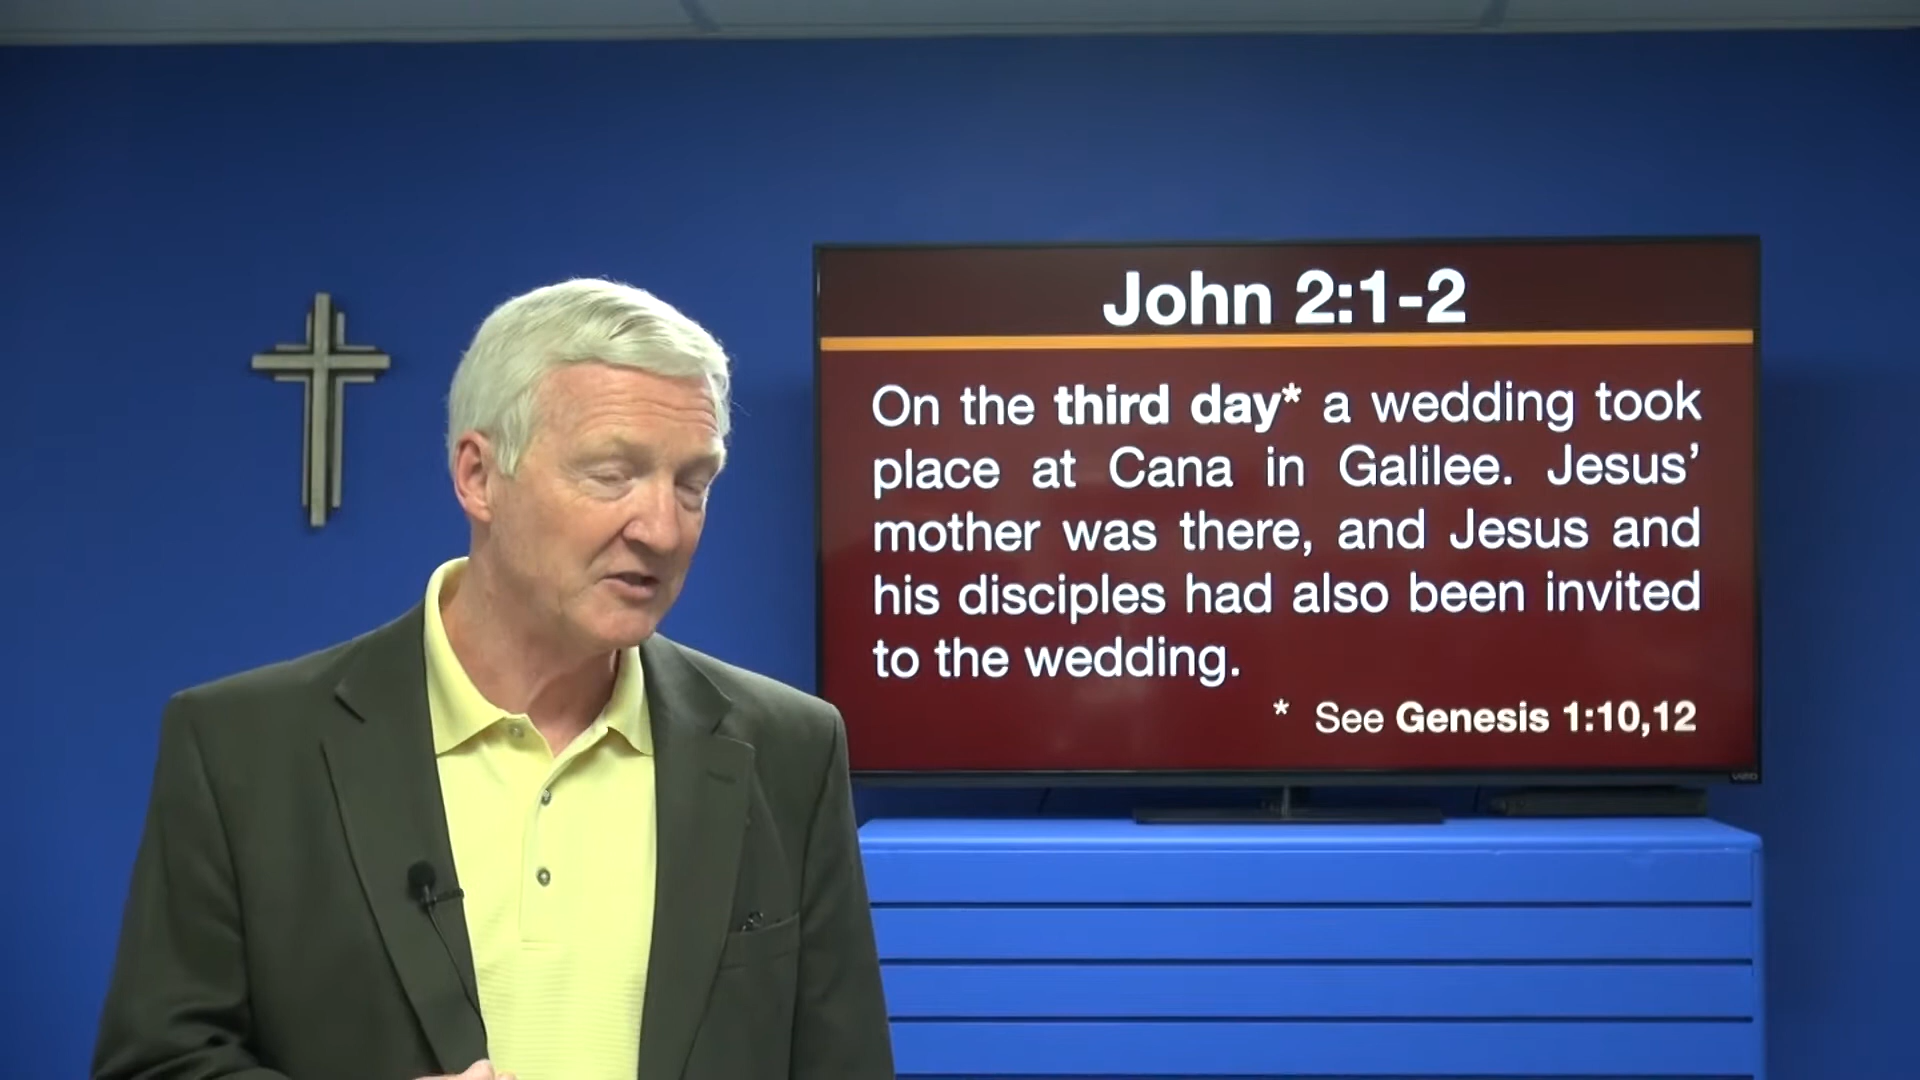 John 2:1-2
On the third day* a wedding took
place at Cana in Galilee. Jesus’
mother was there, and Jesus and
his disciples had also been invited
to the wedding.
* See Genesis 1:10,12
VIZIO